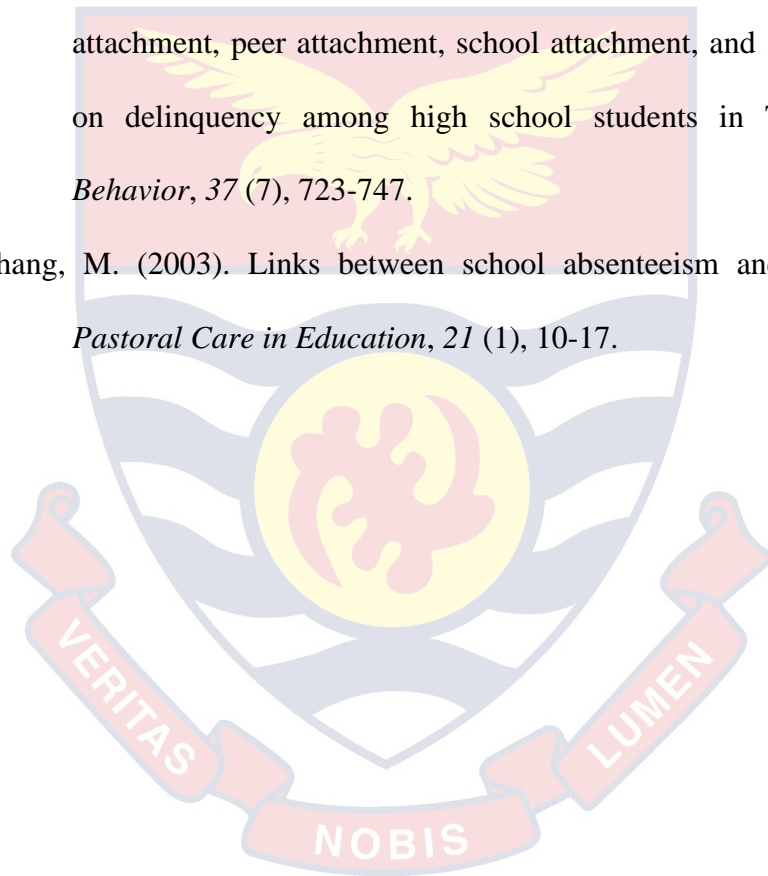 attachment, peer attachment, school attachment, and
on delinquency among high school students in
Behavior, 37 (7), 723-747.
hang, M. (2003). Links between school absenteeism
Pastoral Care in Education, 21 (1), 10-17.
VERITAS
NOBIS
LUMEN